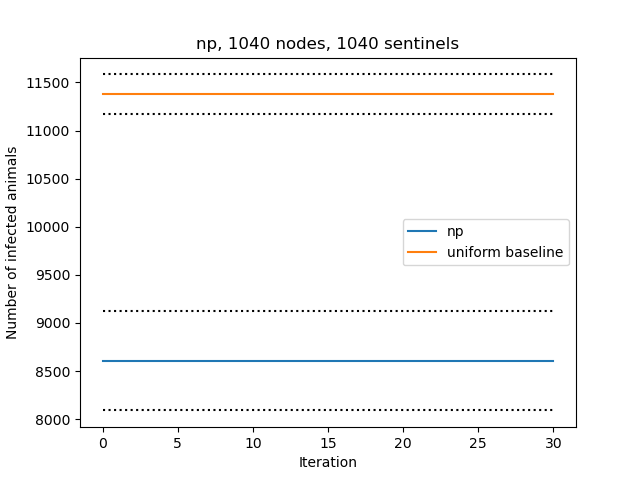 np, 1040 nodes, 1040 sentinels
11500
11000
10500
10000
9500
9000
8500
8000
Number of infected animals
np
uniform baseline
0 5 10 15 20 25 30
Iteration